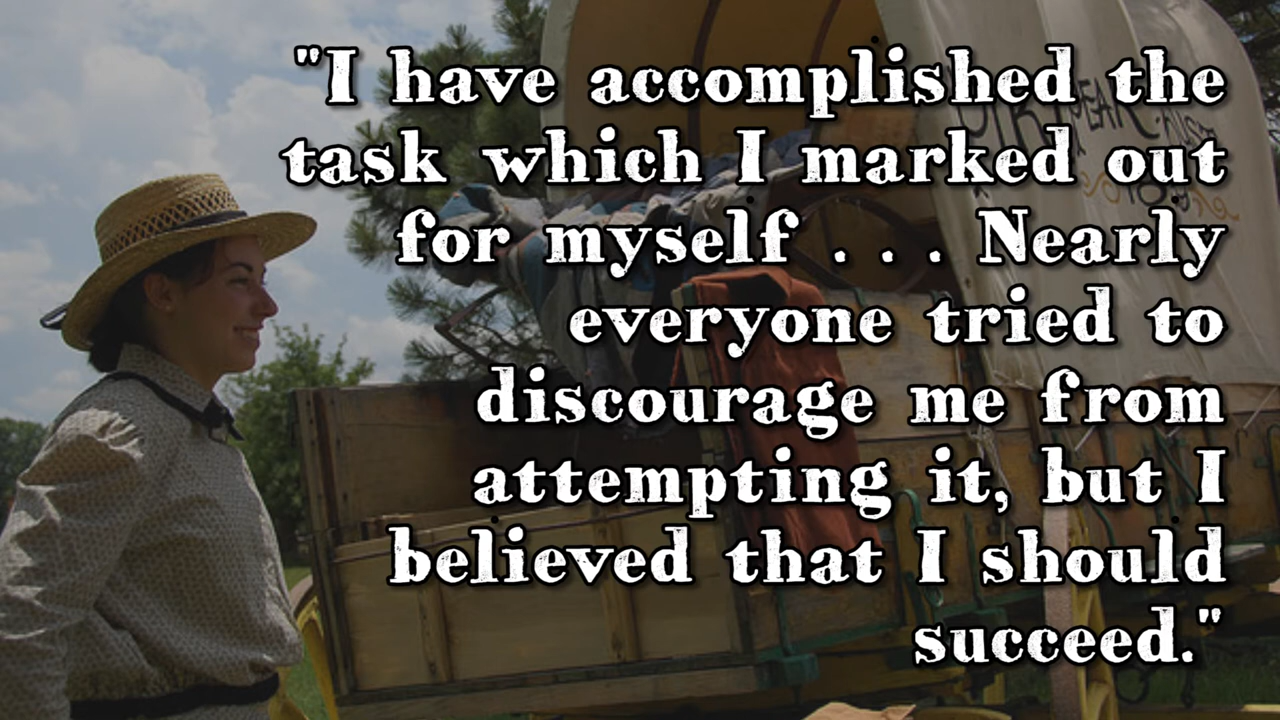 "I have accomplished the
task which I marked out
for myself . . . Nearly
everyone tried to
discourage me from
attempting it, but I
believed that I should
succeed."